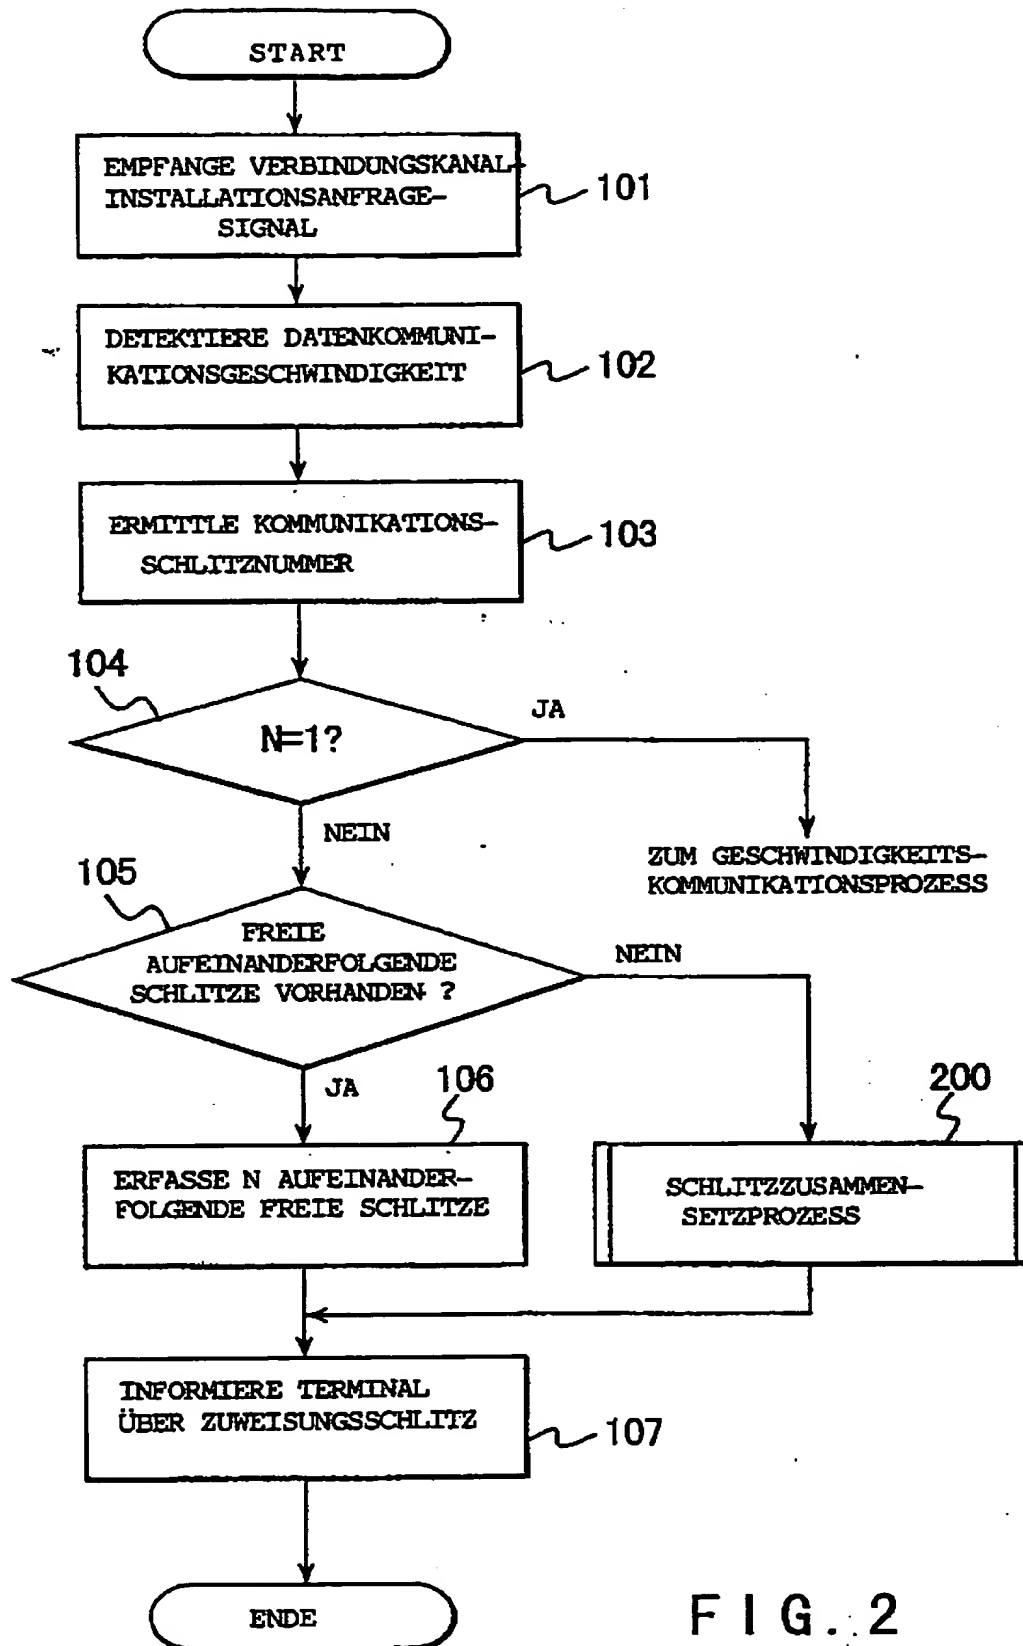 START
EMPFANGE VERBINDUNGSKANAL-
INSTALLATIONSANFRAGE-
SIGNAL
101
DETEKTIERE DATENKOMMUNI-
KATIONSGESCHWINDIGKEIT
102
ERMITTLE KOMMUNIKATIONS-
SCHLITZNUMMER
103
104
N=1?
JA
NEIN
ZUM GESCHWINDIGKEITS-
KOMMUNIKATIONSPROZESS
105
FREIE
AUFEINANDERFOLGENDE
SCHLITZE VORHANDEN ?
NEIN
JA
106
200
ERFASSE N AUFEINANDER-
FOLGENDE FREIE SCHLITZE
SCHLITZZUSAMMEN-
SETZPROZESS
INFORMIERE TERMINAL
ÜBER ZUWEISUNGSSCHLITZ
107
ENDE
FIG. 2